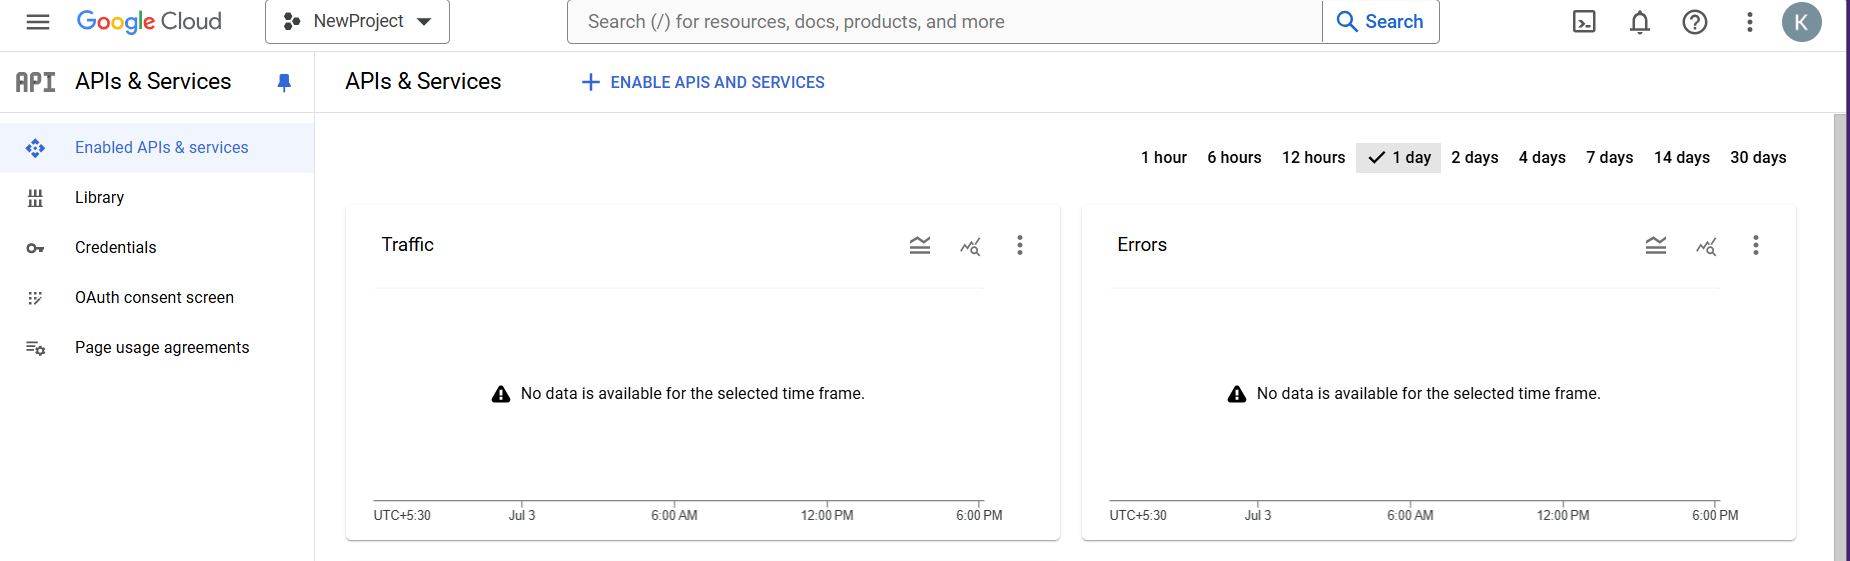 Google Cloud
NewProject
Search (/) for resources, docs, products, and more
Search
K
API
APIs & Services
APIs & Services
ENABLE APIS AND SERVICES
Enabled APIs & services
Library
Credentials
OAuth consent screen
Page usage agreements
1 hour 6 hours 12 hours 1 day 2 days 4 days 7 days 14 days 30 days
Traffic
No data is available for the selected time frame.
UTC+5:30 Jul 3 6:00 AM 12:00 PM 6:00 PM
Errors
No data is available for the selected time frame.
UTC+5:30 Jul 3 6:00 AM 12:00 PM 6:00 PM